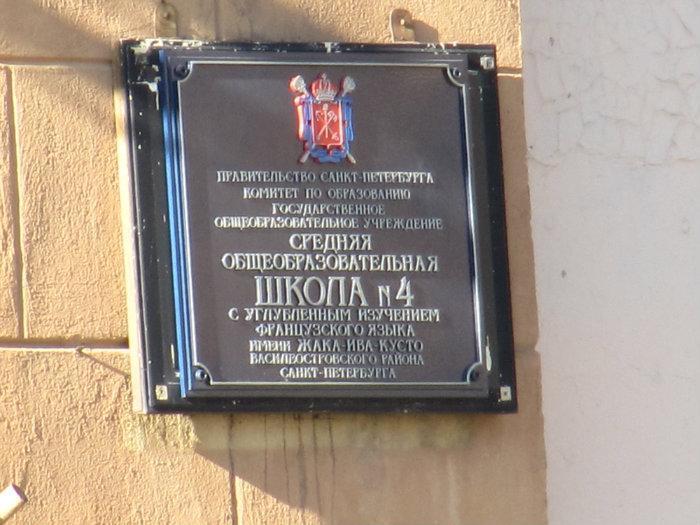 ПРАВИТЕЛЬСТВО САНКТ-ПЕТЕРБУРГА
КОМИТЕТ ПО ОБРАЗОВАНИЮ
ГОСУДАРСТВЕННОЕ
ОБЩЕОБРАЗОВАТЕЛЬНОЕ УЧРЕЖДЕНИЕ
СРЕДНЯЯ
ОБЩЕОБРАЗОВАТЕЛЬНАЯ
ШКОЛА N4
С УГЛУБЛЕННЫМ ИЗУЧЕНИЕМ
ФРАНЦУЗСКОГО ЯЗЫКА
ИМЕНИ ЖАКА-ИВА-КУСТО
ВАСИЛЕОСТРОВСКОГО РАЙОНА
САНКТ-ПЕТЕРБУРГА